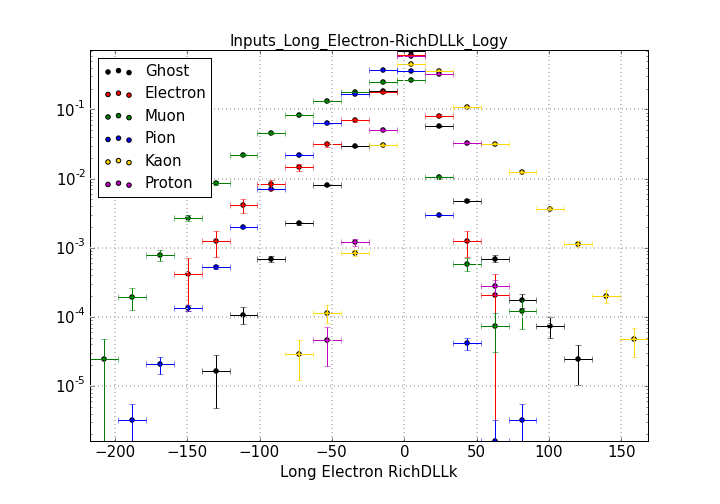 Inputs_Long_Electron-RichDLLk_Logy
Ghost
Electron
Muon
Pion
Kaon
Proton
10^-1
10^-2
10^-3
10^-4
10^-5
−200 −150 −100 −50 0 50 100 150
Long Electron RichDLLk